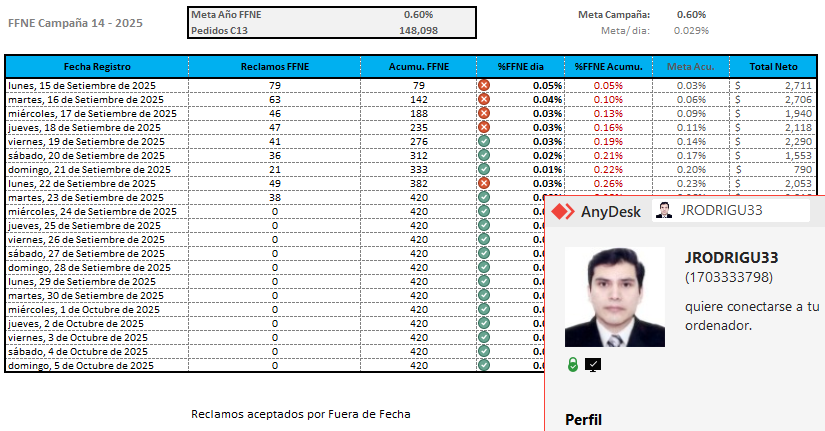 FFNE Campaña 14 - 2025
Meta Año FFNE 0.60%
Pedidos C13 148,098
Meta Campaña: 0.60%
Meta/ dia: 0.029%
Fecha Registro Reclamos FFNE Acumu. FFNE %FFNE dia %FFNE Acumu. Meta Acu. Total Neto
lunes, 15 de Setiembre de 2025 79 79 0.05% 0.05% 0.03% $ 2,711
martes, 16 de Setiembre de 2025 63 142 0.04% 0.10% 0.06% $ 2,706
miércoles, 17 de Setiembre de 2025 46 188 0.03% 0.13% 0.09% $ 1,940
jueves, 18 de Setiembre de 2025 47 235 0.03% 0.16% 0.11% $ 2,118
viernes, 19 de Setiembre de 2025 41 276 0.03% 0.19% 0.14% $ 2,290
sábado, 20 de Setiembre de 2025 36 312 0.02% 0.21% 0.17% $ 1,553
domingo, 21 de Setiembre de 2025 21 333 0.01% 0.22% 0.20% $ 790
lunes, 22 de Setiembre de 2025 49 382 0.03% 0.26% 0.23% $ 2,053
martes, 23 de Setiembre de 2025 38 420
miércoles, 24 de Setiembre de 2025 0 420 0.0
jueves, 25 de Setiembre de 2025 0 420 0.0
viernes, 26 de Setiembre de 2025 0 420 0.0
sábado, 27 de Setiembre de 2025 0 420 0.0
domingo, 28 de Setiembre de 2025 0 420 0.0
lunes, 29 de Setiembre de 2025 0 420 0.0
martes, 30 de Setiembre de 2025 0 420 0.0
miércoles, 1 de Octubre de 2025 0 420 0.0
jueves, 2 de Octubre de 2025 0 420 0.0
viernes, 3 de Octubre de 2025 0 420 0.0
sábado, 4 de Octubre de 2025 0 420 0.0
domingo, 5 de Octubre de 2025 0 420 0.0
Reclamos aceptados por Fuera de Fecha
AnyDesk JRODRIGU33
JRODRIGU33
(1703333798)
quiere conectarse a tu
ordenador.
Perfil